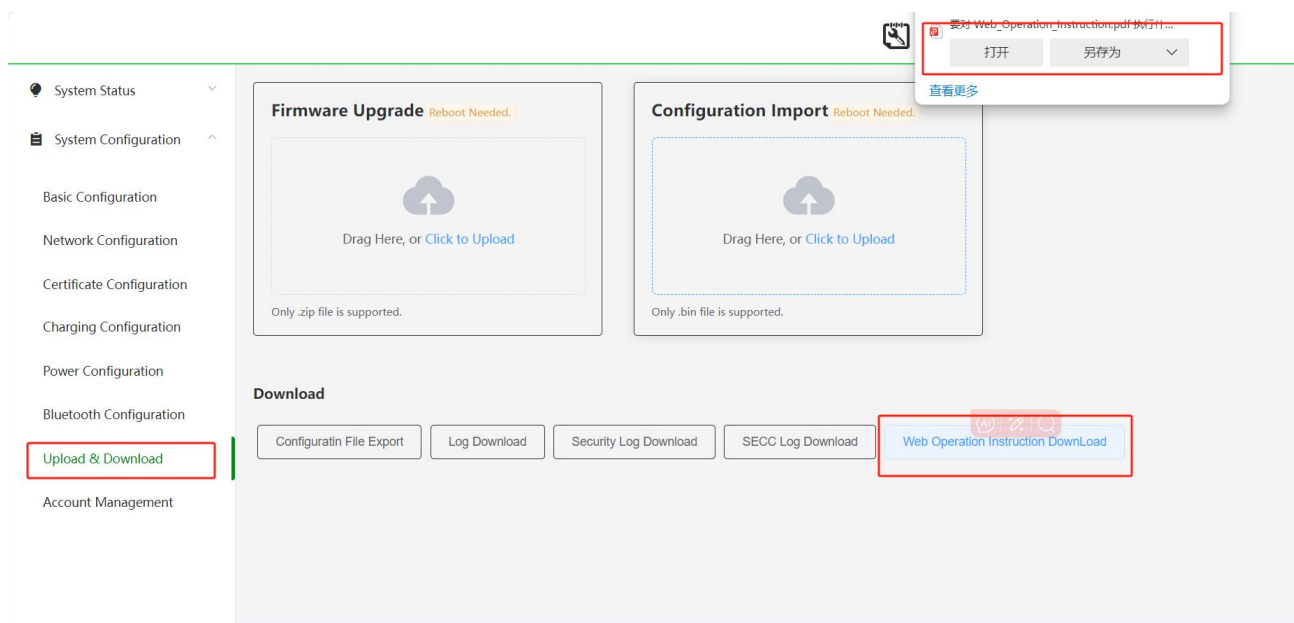 要对 Web_Operation_Instruction.pdf 执行什...
打开
另存为
查看更多
System Status
System Configuration
Basic Configuration
Network Configuration
Certificate Configuration
Charging Configuration
Power Configuration
Bluetooth Configuration
Upload & Download
Account Management
Firmware Upgrade Reboot Needed.
Drag Here, or Click to Upload
Only .zip file is supported.
Configuration Import Reboot Needed.
Drag Here, or Click to Upload
Only .bin file is supported.
Download
Configuratin File Export
Log Download
Security Log Download
SECC Log Download
Web Operation Instruction DownLoad